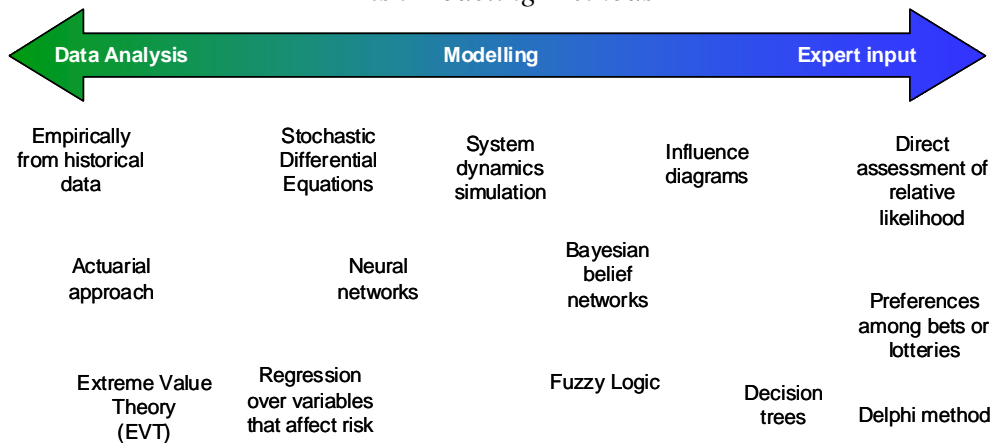 Data Analysis
Modelling
Expert input
Empirically
from historical
data
Stochastic
Differential
Equations
System
dynamics
simulation
Influence
diagrams
Direct
assessment of
relative
likelihood
Actuarial
approach
Neural
networks
Bayesian
belief
networks
Preferences
among bets or
lotteries
Extreme Value
Theory
(EVT)
Regression
over variables
that affect risk
Fuzzy Logic
Decision
trees
Delphi method